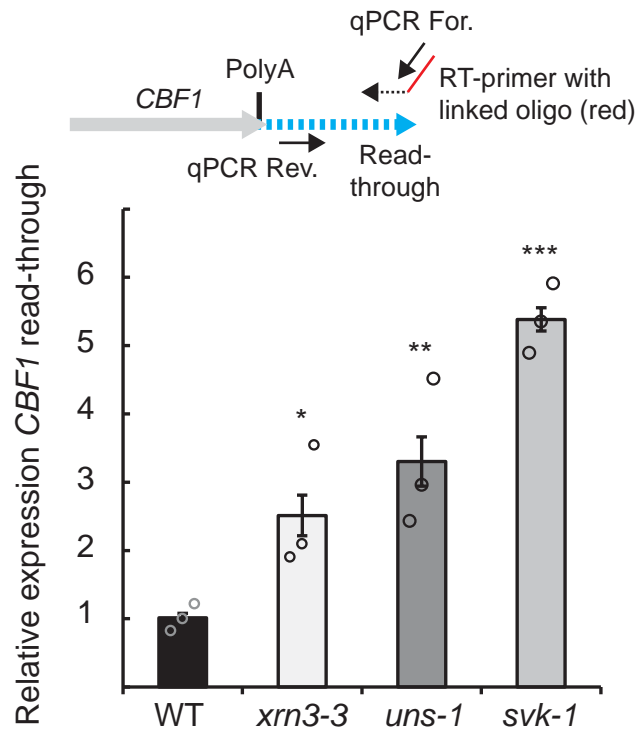 qPCR For.
PolyA
CBF1
RT-primer with
linked oligo (red)
qPCR Rev.
Read-
through
Relative expression CBF1 read-through
6
5
4
3
2
1
*
**
***
WT
xrn3-3
uns-1
svk-1